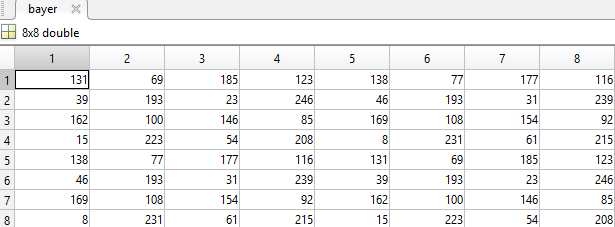 bayer
8x8 double
1 2 3 4 5 6 7 8
1 131 69 185 123 138 77 177 116
2 39 193 23 246 46 193 31 239
3 162 100 146 85 169 108 154 92
4 15 223 54 208 8 231 61 215
5 138 77 177 116 131 69 185 123
6 46 193 31 239 39 193 23 246
7 169 108 154 92 162 100 146 85
8 8 231 61 215 15 223 54 208